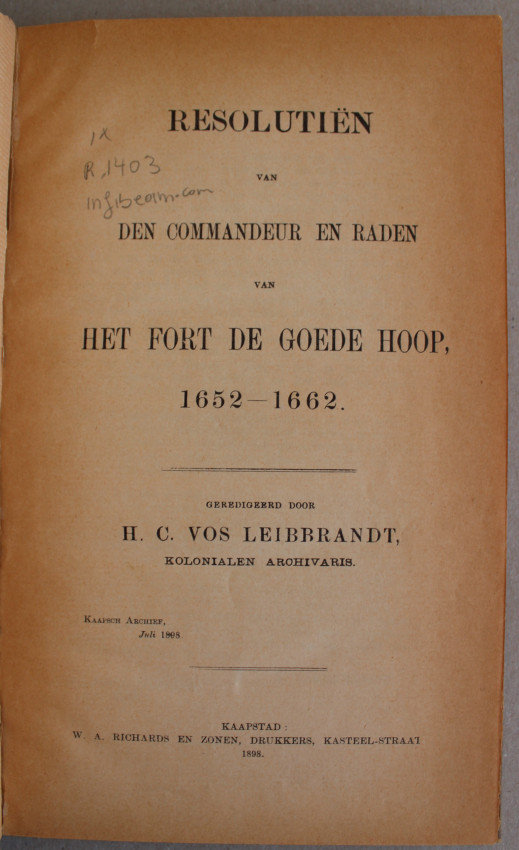 RESOLUTIËN
,x
R,1403
VAN
DEN COMMANDEUR EN RADEN
VAN
HET FORT DE GOEDE HOOP,
1652—1662.
GEREDIGEERD DOOR
H. C. VOS LEIBBRANDT,
KOLONIALEN ARCHIVARIS.
KAAPSCH ARCHIEF,
Juli 1898.
KAAPSTAD:
W. A. RICHARDS EN ZONEN, DRUKKERS, KASTEEL-STRAAT
1898.